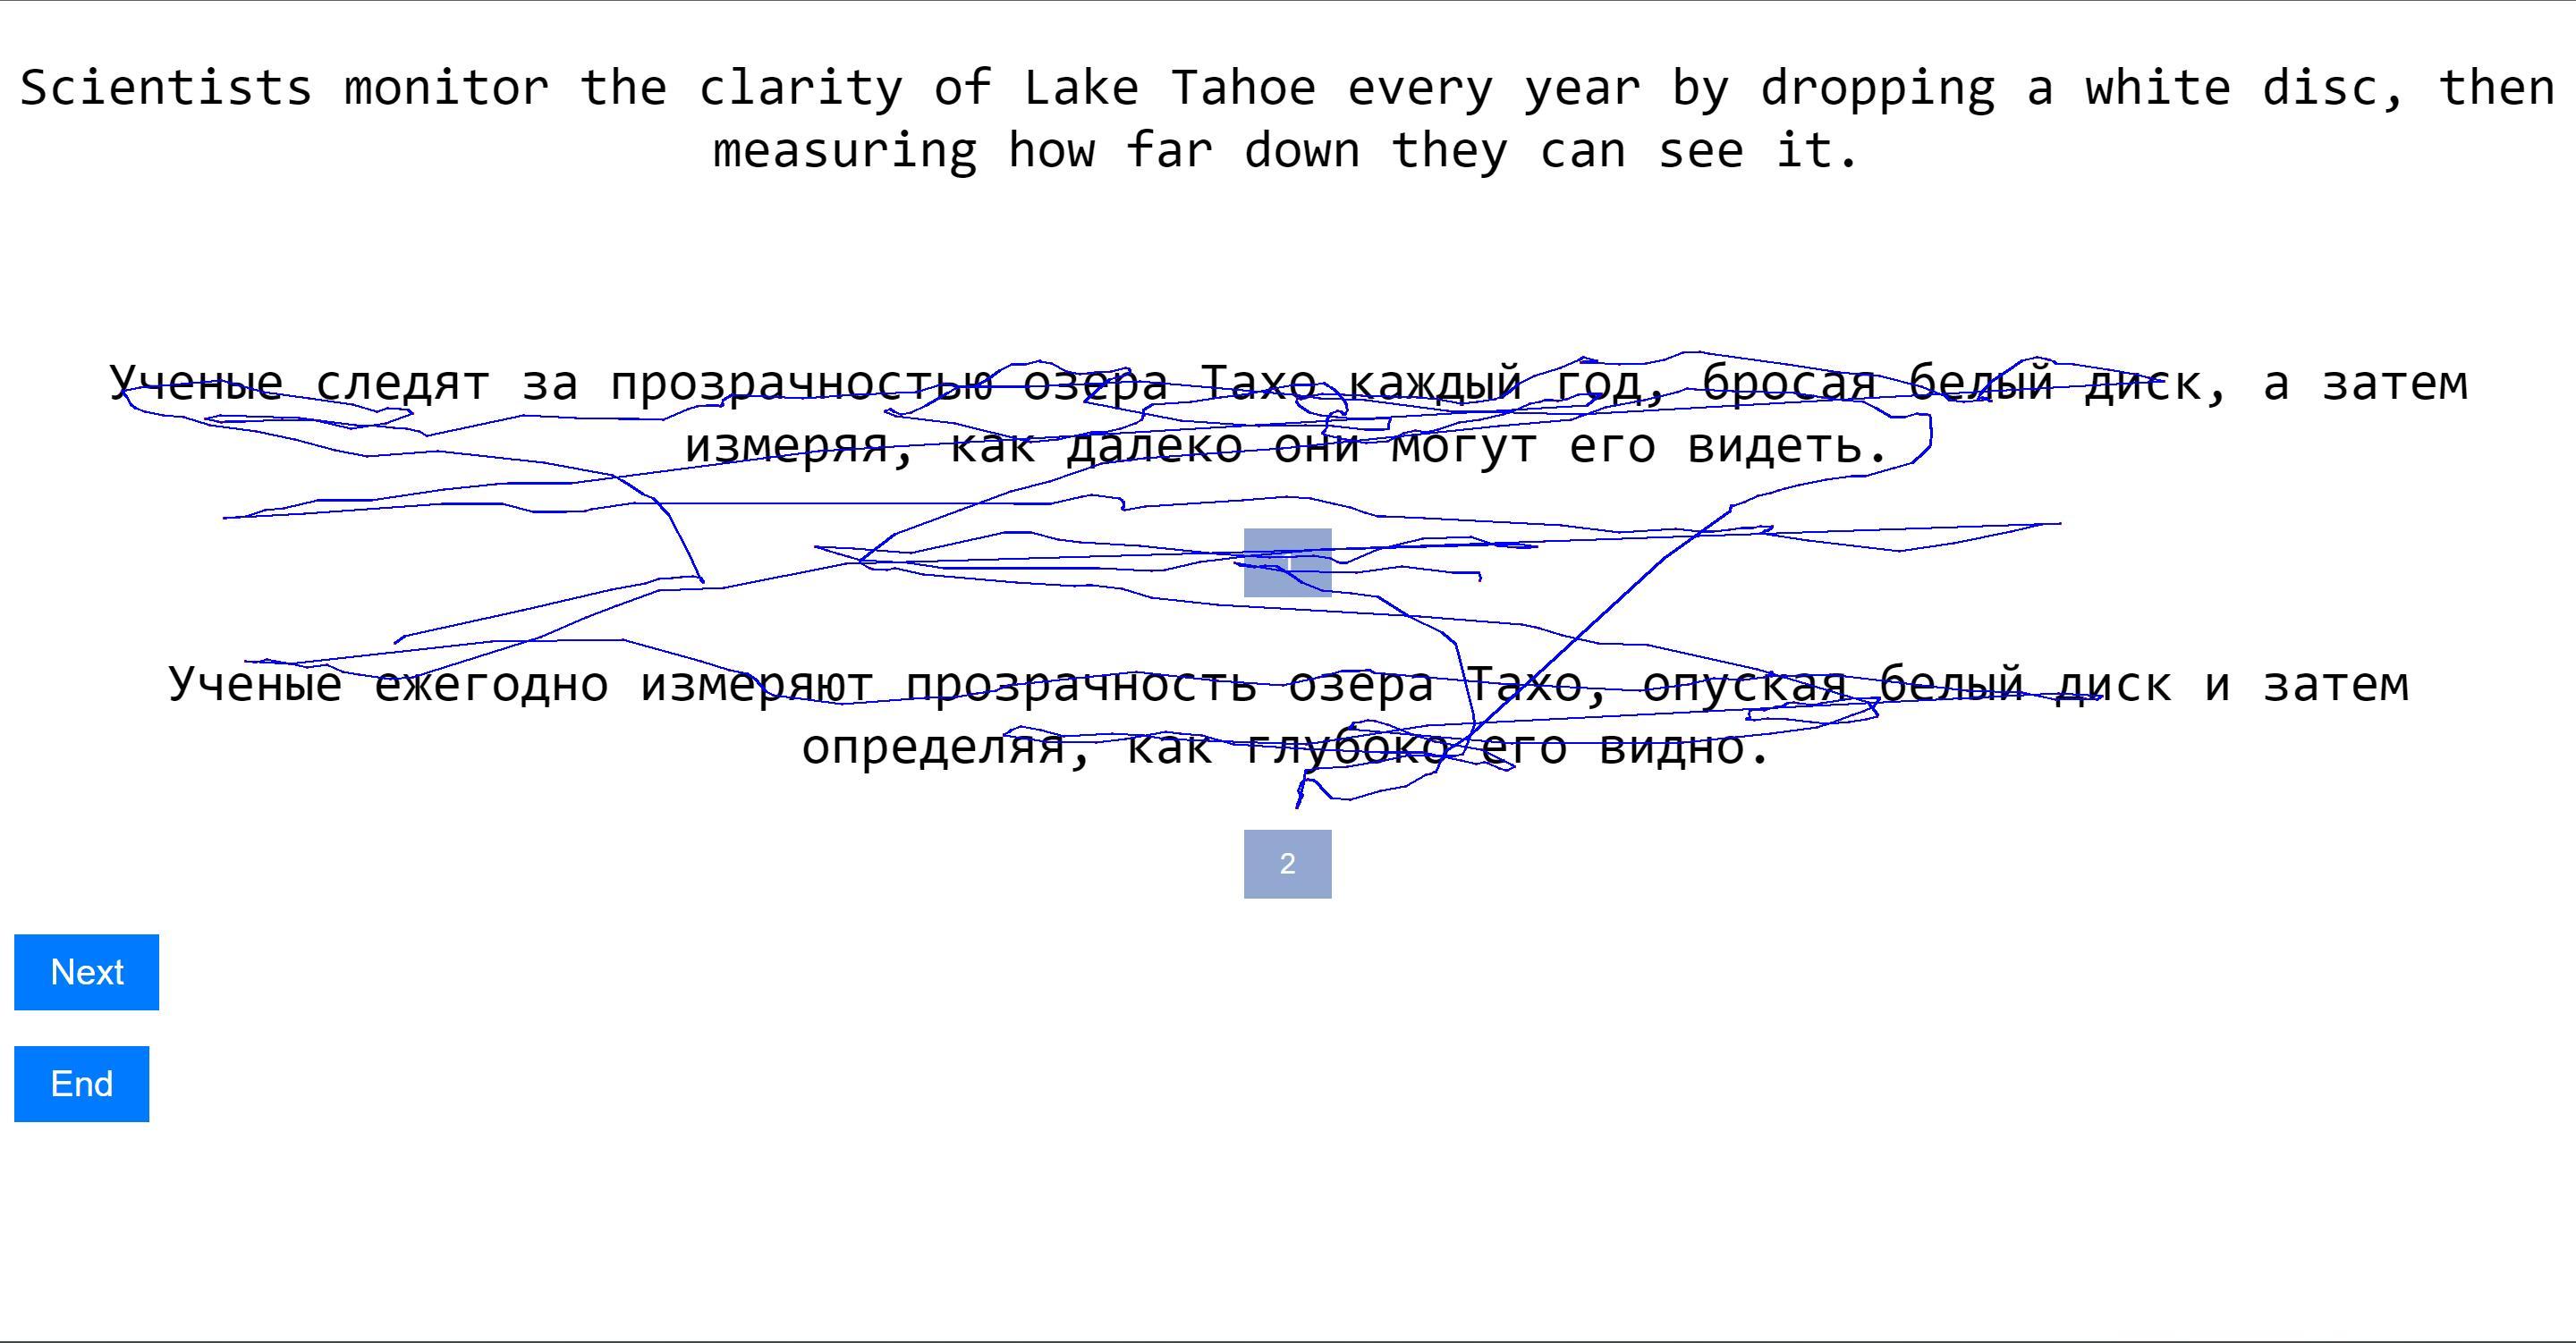 Scientists monitor the clarity of Lake Tahoe every year by dropping a white disc, then
measuring how far down they can see it.
Ученые следят за прозрачностью озера Тахо каждый год, бросая белый диск, а затем
измеряя, как далеко они могут его видеть.
1
Ученые ежегодно измеряют прозрачность озера Тахо, опуская белый диск и затем
определяя, как глубоко его видно.
2
Next
End